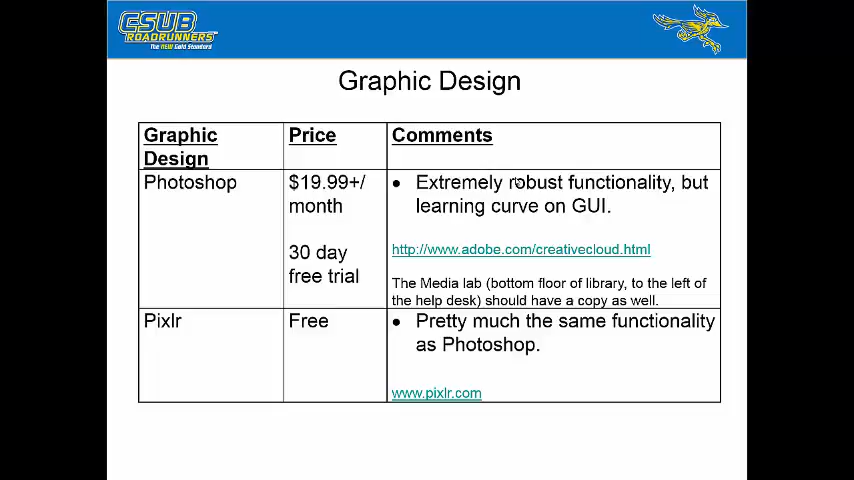 CSUB
ROADRUNNERS
The NEW Gold Standard
Graphic Design
Graphic
Design
Price
Comments
Photoshop
$19.99+/
month
30 day
free trial
• Extremely robust functionality, but
learning curve on GUI.
http://www.adobe.com/creativecloud.html
The Media lab (bottom floor of library, to the left of
the help desk) should have a copy as well.
Pixlr
Free
• Pretty much the same functionality
as Photoshop.
www.pixlr.com